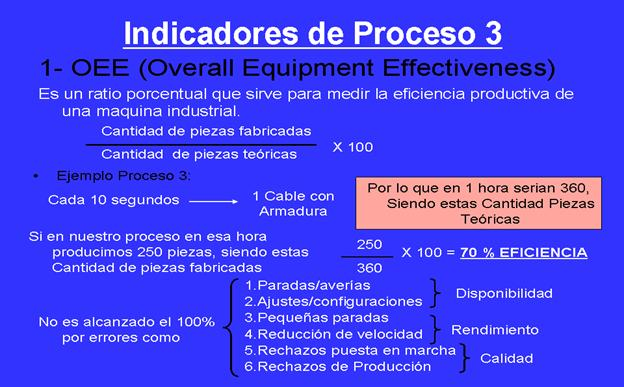 Indicadores de Proceso 3
1- OEE (Overall Equipment Effectiveness)
Es un ratio porcentual que sirve para medir la eficiencia productiva de
una maquina industrial.
Cantidad de piezas fabricadas
Cantidad de piezas teóricas
X 100
• Ejemplo Proceso 3:
Cada 10 segundos
1 Cable con
Armadura
Por lo que en 1 hora serian 360,
Siendo estas Cantidad Piezas
Teóricas
Si en nuestro proceso en esa hora
producimos 250 piezas, siendo estas
Cantidad de piezas fabricadas
250
360
X 100 = 70 % EFICIENCIA
No es alcanzado el 100%
por errores como
1.Paradas/averías
2.Ajustes/configuraciones
3.Pequeñas paradas
4.Reducción de velocidad
5.Rechazos puesta en marcha
6.Rechazos de Producción
Disponibilidad
Rendimiento
Calidad